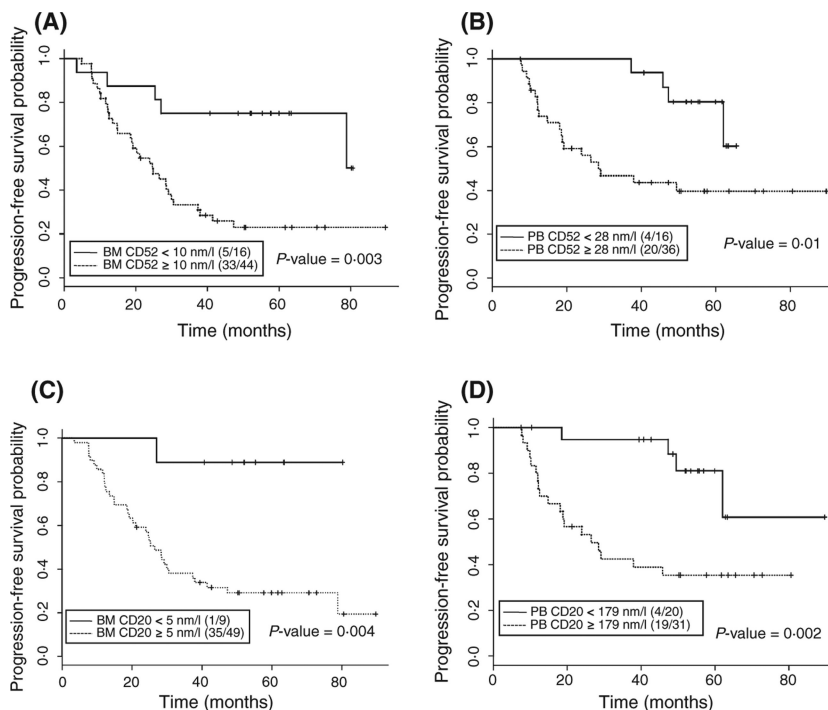 (A)
Progression-free survival probability
1·0
0·8
0·6
0·4
0·2
0·0
BM CD52 < 10 nm/l (5/16)
BM CD52 ≥ 10 nm/l (33/44)
P-value = 0·003
0 20 40 60 80
Time (months)
(B)
Progression-free survival probability
1·0
0·8
0·6
0·4
0·2
0·0
PB CD52 < 28 nm/l (4/16)
PB CD52 ≥ 28 nm/l (20/36)
P-value = 0·01
0 20 40 60 80
Time (months)
(C)
Progression-free survival probability
1·0
0·8
0·6
0·4
0·2
0·0
BM CD20 < 5 nm/l (1/9)
BM CD20 ≥ 5 nm/l (35/49)
P-value = 0·004
0 20 40 60 80
Time (months)
(D)
Progression-free survival probability
1·0
0·8
0·6
0·4
0·2
0·0
PB CD20 < 179 nm/l (4/20)
PB CD20 ≥ 179 nm/l (19/31)
P-value = 0·002
0 20 40 60 80
Time (months)